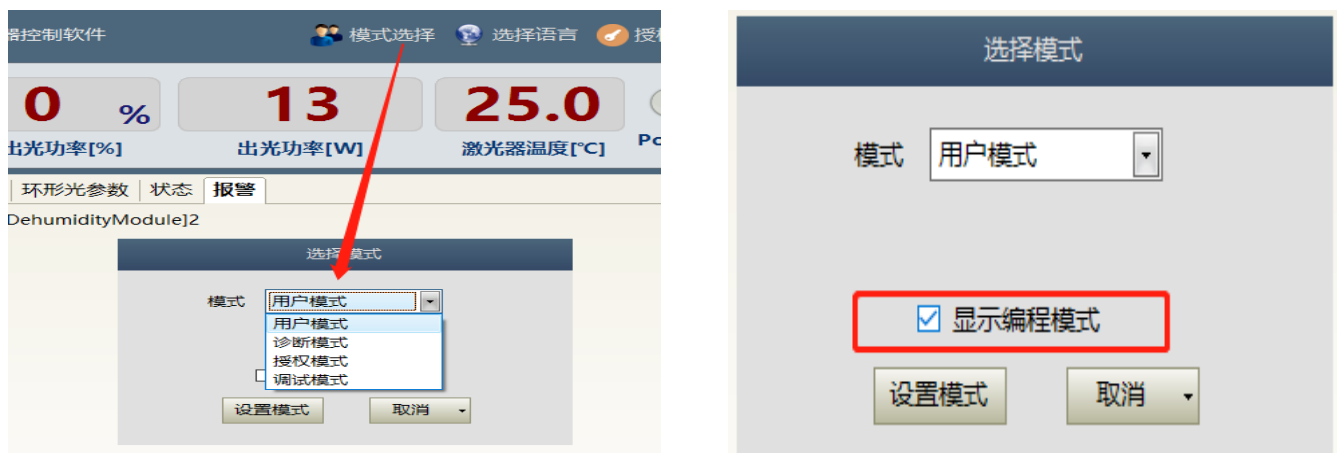 器控制软件 模式选择 选择语言
0 % 13 25.0
出光功率[%] 出光功率[W] 激光器温度[℃]
环形光参数 状态 报警
DehumidityModule]2
选择模式
模式 用户模式
用户模式
诊断模式
授权模式
调试模式
设置模式 取消
选择模式
模式 用户模式
显示编程模式
设置模式 取消